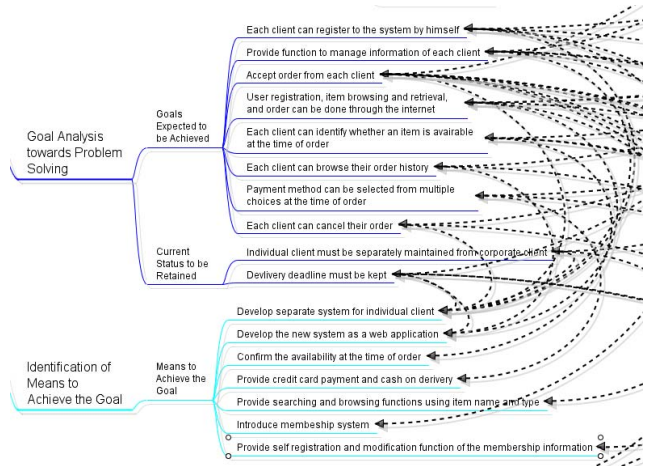 Each client can register to the system by himself
Provide function to manage information of each client
Accept order from each client
User registration, item browsing and retrieval,
and order can be done through the internet
Goals
Expected to
be Achieved
Each client can identify whether an item is avairable
at the time of order
Goal Analysis
towards Problem
Solving
Each client can browse their order history
Payment method can be selected from multiple
choices at the time of order
Each client can cancel their order
Current
Status to be
Retained
Individual client must be separately maintained from corporate client
Devlivery deadline must be kept
Develop separate system for individual client
Develop the new system as a web application
Confirm the availability at the time of order
Identification of
Means to
Achieve the Goal
Means to
Achieve the
Goal
Provide credit card payment and cash on derivery
Provide searching and browsing functions using item name and type
Introduce membeship system
Provide self registration and modification function of the membership information